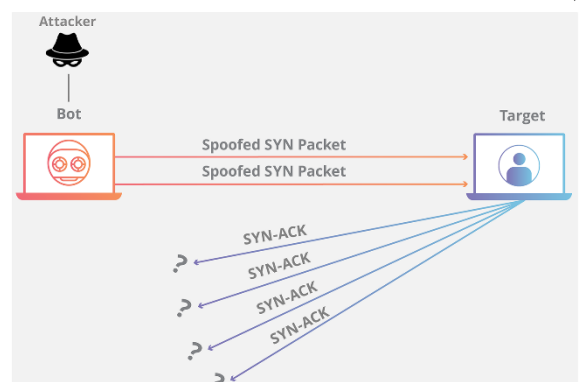 Attacker
Bot
Target
Spoofed SYN Packet
Spoofed SYN Packet
SYN-ACK
?
SYN-ACK
?
SYN-ACK
?
SYN-ACK
?